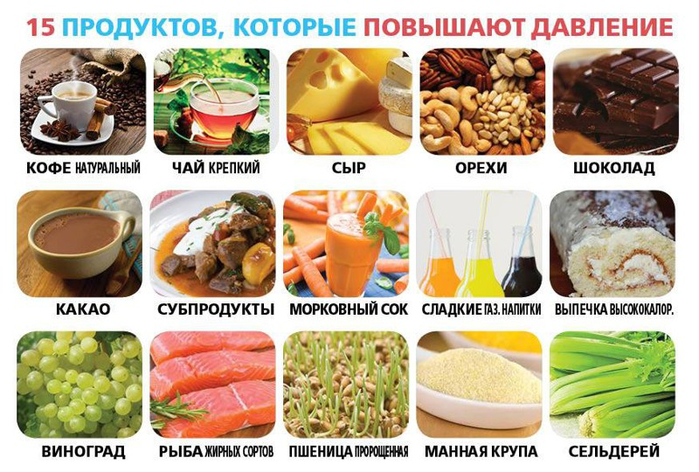 15 ПРОДУКТОВ, КОТОРЫЕ ПОВЫШАЮТ ДАВЛЕНИЕ
КОФЕ НАТУРАЛЬНЫЙ
ЧАЙ КРЕПКИЙ
СЫР
ОРЕХИ
ШОКОЛАД
КАКАО
СУБПРОДУКТЫ
МОРКОВНЫЙ СОК
СЛАДКИЕ ГАЗ. НАПИТКИ
ВЫПЕЧКА ВЫСОКОКАЛОР.
ВИНОГРАД
РЫБА ЖИРНЫХ СОРТОВ
ПШЕНИЦА ПРОРОЩЕННАЯ
МАННАЯ КРУПА
СЕЛЬДЕРЕЙ